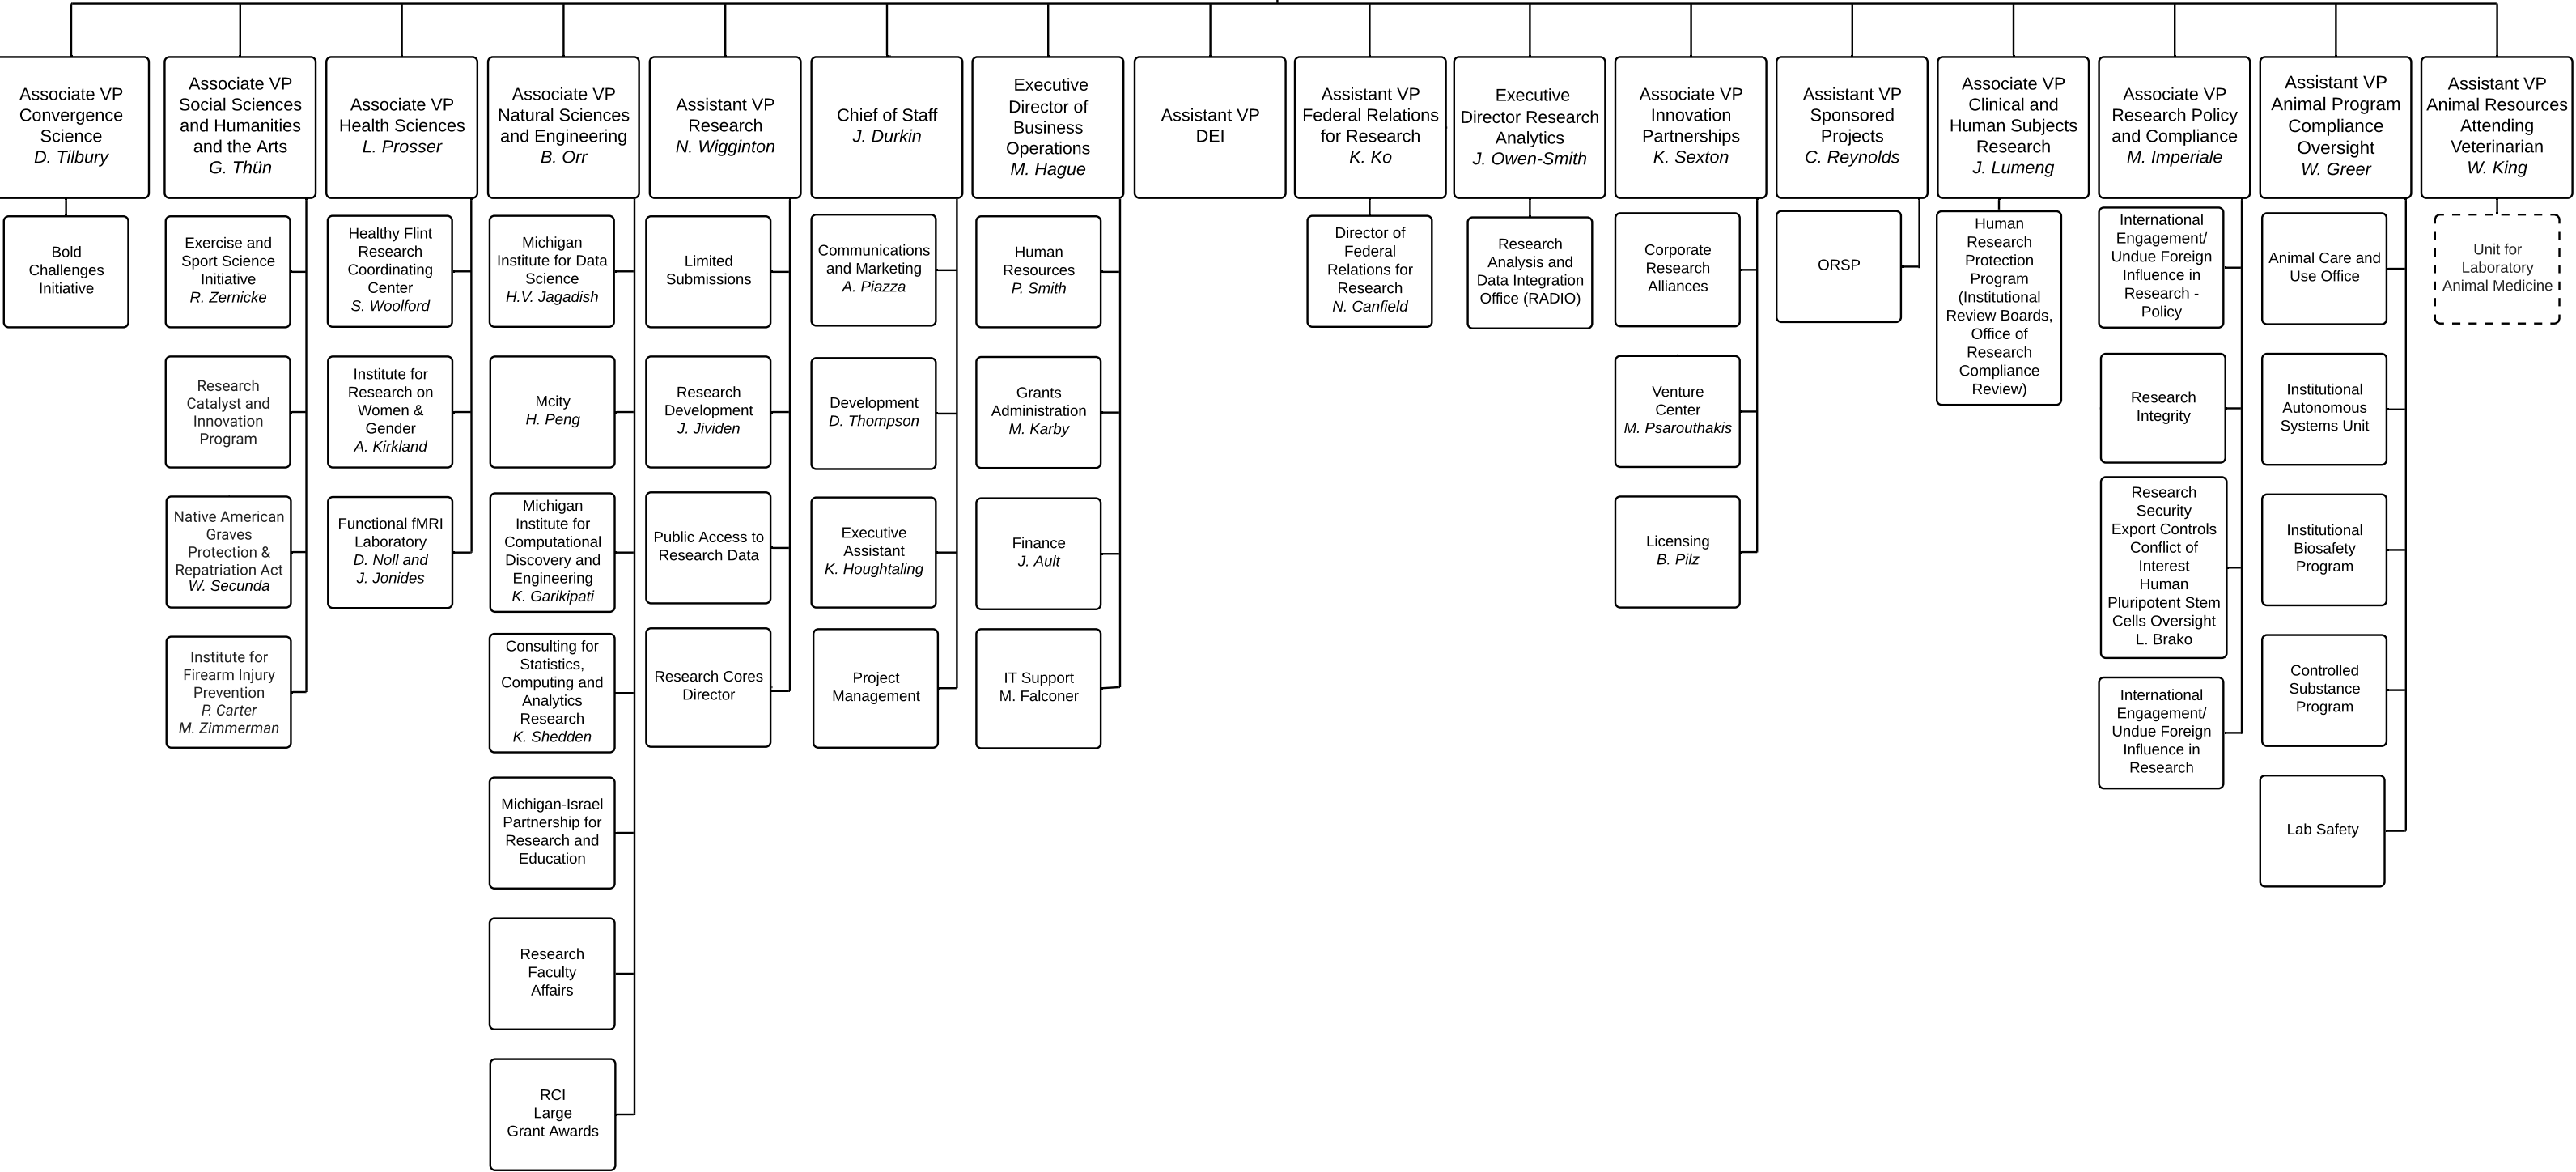 Associate VP
Convergence
Science
D. Tilbury
Associate VP
Social Sciences
and Humanities
and the Arts
G. Thün
Associate VP
Health Sciences
L. Prosser
Associate VP
Natural Sciences
and Engineering
B. Orr
Assistant VP
Research
N. Wigginton
Chief of Staff
J. Durkin
Executive
Director of
Business
Operations
M. Hague
Assistant VP
DEI
Assistant VP
Federal Relations
for Research
K. Ko
Executive
Director Research
Analytics
J. Owen-Smith
Associate VP
Innovation
Partnerships
K. Sexton
Assistant VP
Sponsored
Projects
C. Reynolds
Associate VP
Clinical and
Human Subjects
Research
J. Lumeng
Associate VP
Research Policy
and Compliance
M. Imperiale
Assistant VP
Animal Program
Compliance
Oversight
W. Greer
Assistant VP
Animal Resources
Attending
Veterinarian
W. King
Bold
Challenges
Initiative
Exercise and
Sport Science
Initiative
R. Zernicke
Research
Catalyst and
Innovation
Program
Native American
Graves
Protection &
Repatriation Act
W. Secunda
Institute for
Firearm Injury
Prevention
P. Carter
M. Zimmerman
Healthy Flint
Research
Coordinating
Center
S. Woolford
Institute for
Research on
Women &
Gender
A. Kirkland
Functional fMRI
Laboratory
D. Noll and
J. Jonides
Michigan
Institute for Data
Science
H.V. Jagadish
Mcity
H. Peng
Michigan
Institute for
Computational
Discovery and
Engineering
K. Garikipati
Consulting for
Statistics,
Computing and
Analytics
Research
K. Shedden
Michigan-Israel
Partnership for
Research and
Education
Research
Faculty
Affairs
RCI
Large
Grant Awards
Limited
Submissions
Research
Development
J. Jividen
Public Access to
Research Data
Research Cores
Director
Communications
and Marketing
A. Piazza
Development
D. Thompson
Executive
Assistant
K. Houghtaling
Project
Management
Human
Resources
P. Smith
Grants
Administration
M. Karby
Finance
J. Ault
IT Support
M. Falconer
Director of
Federal
Relations for
Research
N. Canfield
Research
Analysis and
Data Integration
Office (RADIO)
Corporate
Research
Alliances
Venture
Center
M. Psarouthakis
Licensing
B. Pilz
ORSP
Human
Research
Protection
Program
(Institutional
Review Boards,
Office of
Research
Compliance
Review)
International
Engagement/
Undue Foreign
Influence in
Research -
Policy
Research
Integrity
Research
Security
Export Controls
Conflict of
Interest
Human
Pluripotent Stem
Cells Oversight
L. Brako
International
Engagement/
Undue Foreign
Influence in
Research
Animal Care and
Use Office
Institutional
Autonomous
Systems Unit
Institutional
Biosafety
Program
Controlled
Substance
Program
Lab Safety
Unit for
Laboratory
Animal Medicine